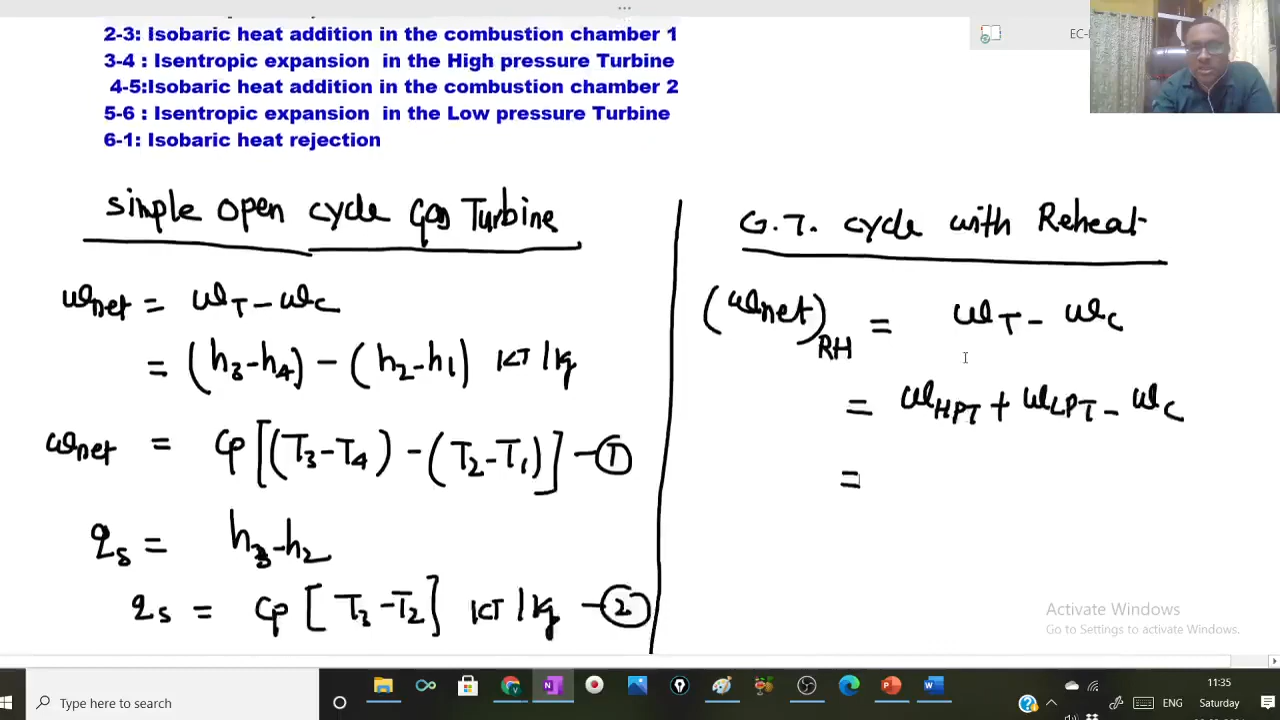 2-3: Isobaric heat addition in the combustion chamber 1
EC-
3-4 : Isentropic expansion in the High pressure Turbine
4-5:Isobaric heat addition in the combustion chamber 2
5-6 : Isentropic expansion in the Low pressure Turbine
6-1: Isobaric heat rejection
simple open cycle Gas Turbine
wnet = wT - wC
= (h3-h4) - (h2-h1) KJ/kg
wnet = Cp[(T3-T4) - (T2-T1)] - ①
qs = h3-h2
qs = Cp[T3-T2] KJ/kg - ②
G.T. cycle with Reheat
(wnet)RH = wT - wC
= wHPT + wLPT - wC
=
Activate Windows
Go to Settings to activate Windows.
Type here to search
ENG
11:35
Saturday